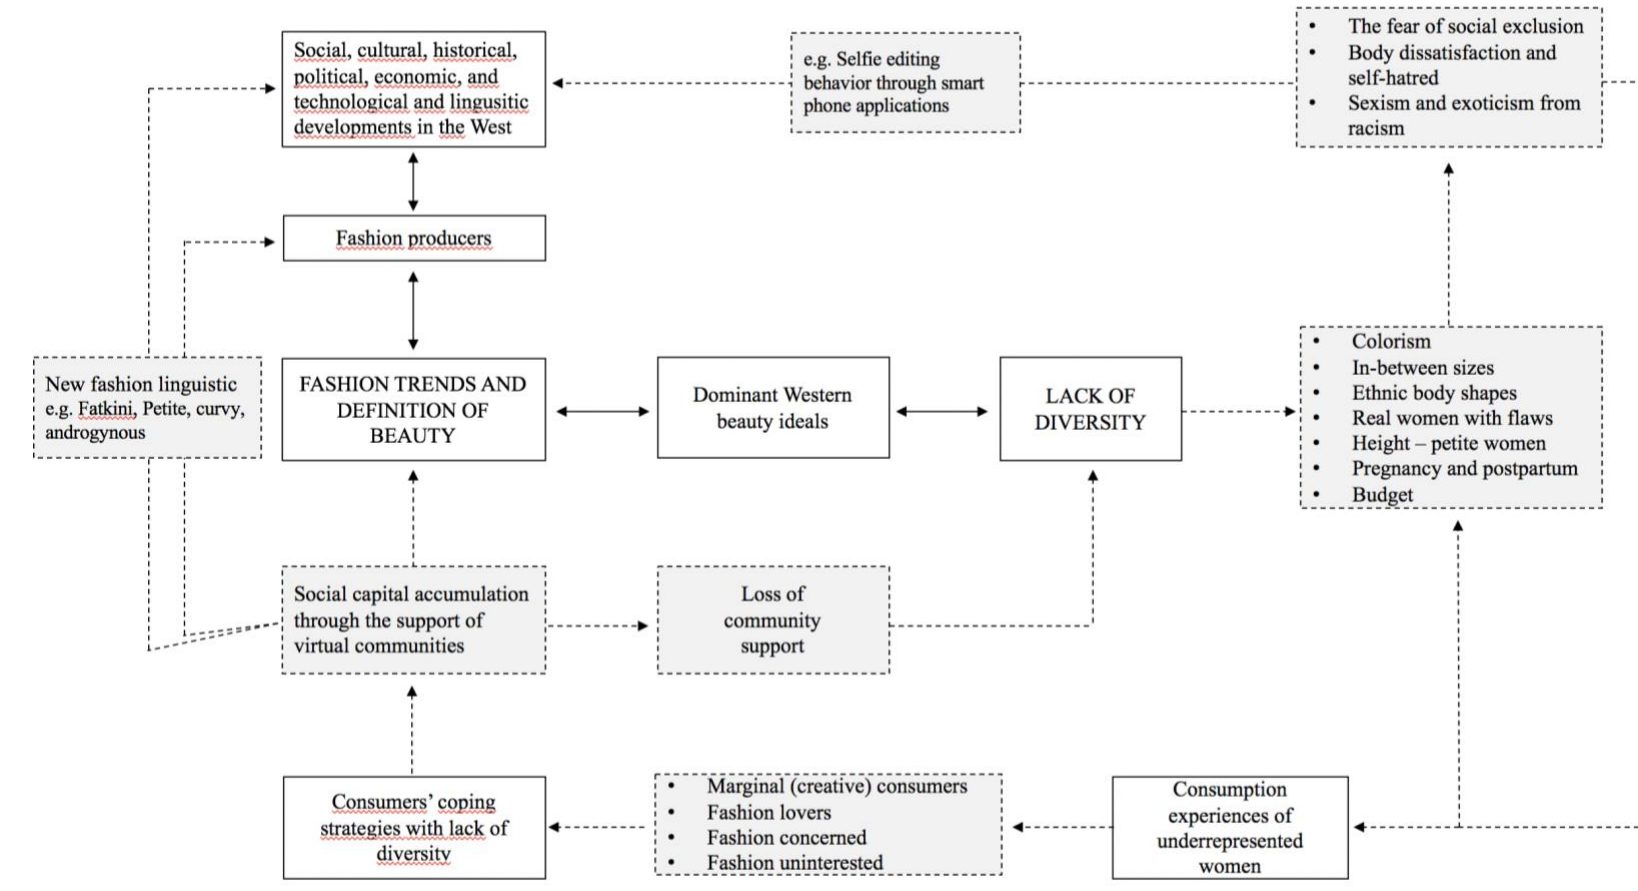 Social, cultural, historical,
political, economic, and
technological and lingusitic
developments in the West
e.g. Selfie editing
behavior through smart
phone applications
• The fear of social exclusion
• Body dissatisfaction and
self-hatred
• Sexism and exoticism from
racism
Fashion producers
New fashion linguistic
e.g. Fatkini, Petite, curvy,
androgynous
FASHION TRENDS AND
DEFINITION OF
BEAUTY
Dominant Western
beauty ideals
LACK OF
DIVERSITY
• Colorism
• In-between sizes
• Ethnic body shapes
• Real women with flaws
• Height – petite women
• Pregnancy and postpartum
• Budget
Social capital accumulation
through the support of
virtual communities
Loss of
community
support
Consumers’ coping
strategies with lack of
diversity
• Marginal (creative) consumers
• Fashion lovers
• Fashion concerned
• Fashion uninterested
Consumption
experiences of
underrepresented
women